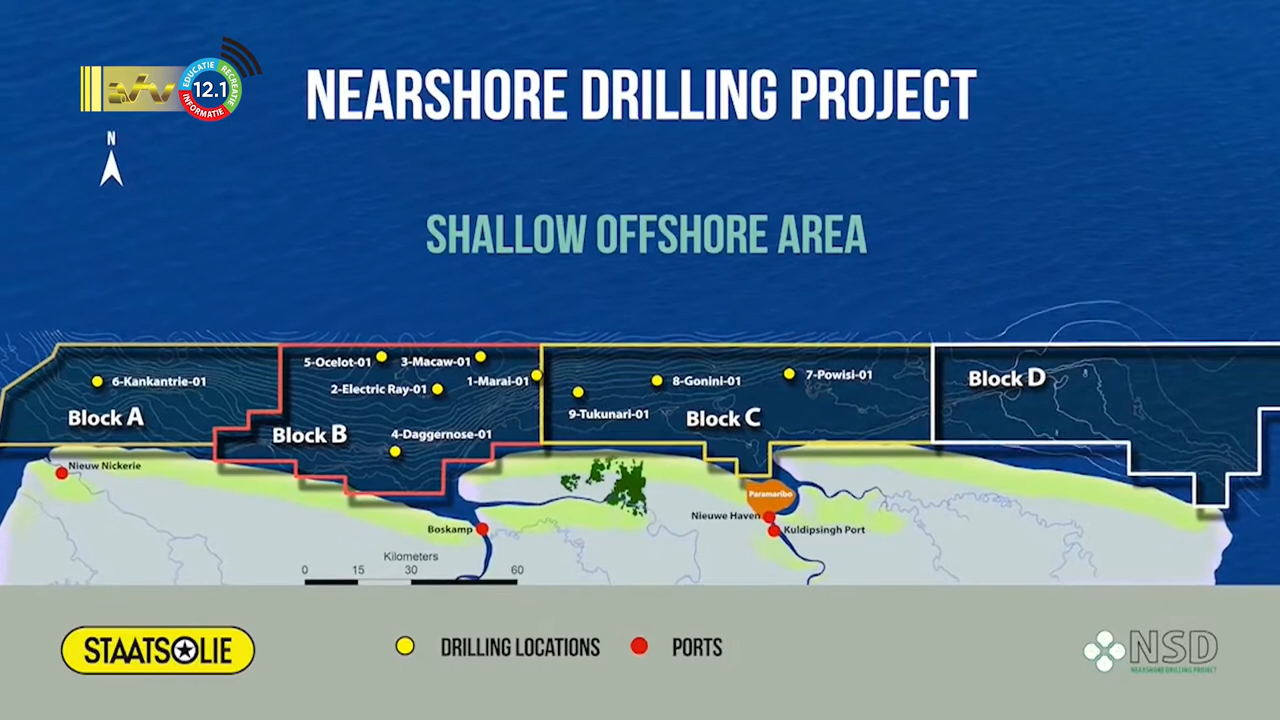 EDUCATIE
RECREATIE
INFORMATIE
12.1
NEARSHORE DRILLING PROJECT
N
SHALLOW OFFSHORE AREA
5-Ocelot-01
3-Macaw-01
6-Kankantrie-01
2-Electric Ray-01
1-Marai-01
8-Gonini-01
7-Powisi-01
Block D
9-Tukunari-01
Block A
Block B
Block C
4-Daggernose-01
Nieuw Nickerie
Paramaribo
Nieuwe Haven
Boskamp
Kuldipsingh Port
Kilometers
0 15 30 60
STAATSOLIE
DRILLING LOCATIONS
PORTS
NSD
NEARSHORE DRILLING PROJECT